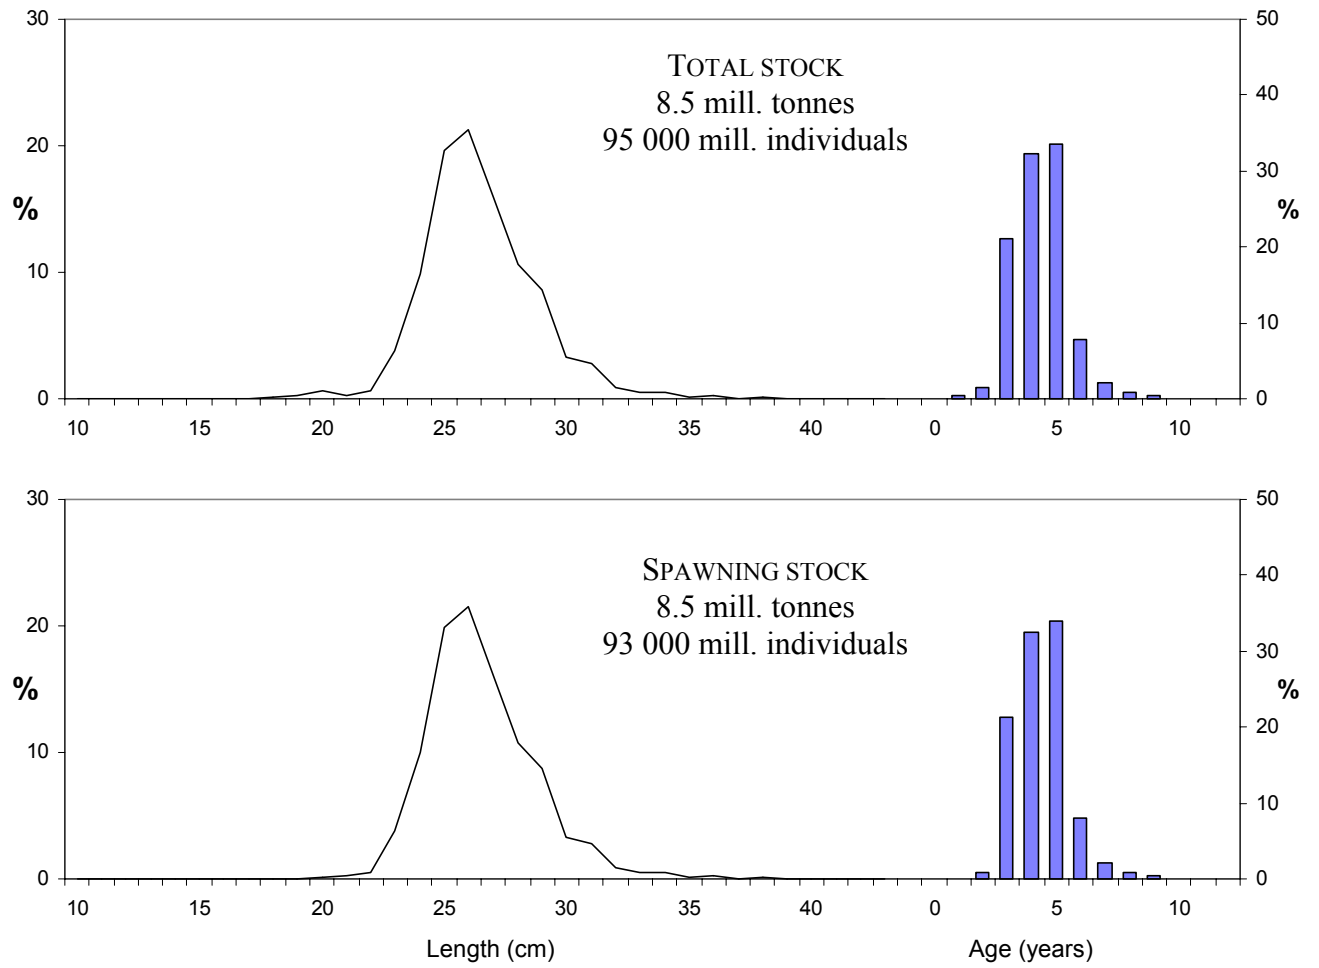 30
50
TOTAL STOCK
8.5 mill. tonnes
95 000 mill. individuals
40
20
30
%
%
20
10
10
0
0
10 15 20 25 30 35 40 0 5 10
30
50
40
SPAWNING STOCK
8.5 mill. tonnes
93 000 mill. individuals
20
30
%
%
20
10
10
0
0
10 15 20 25 30 35 40 0 5 10
Length (cm) Age (years)